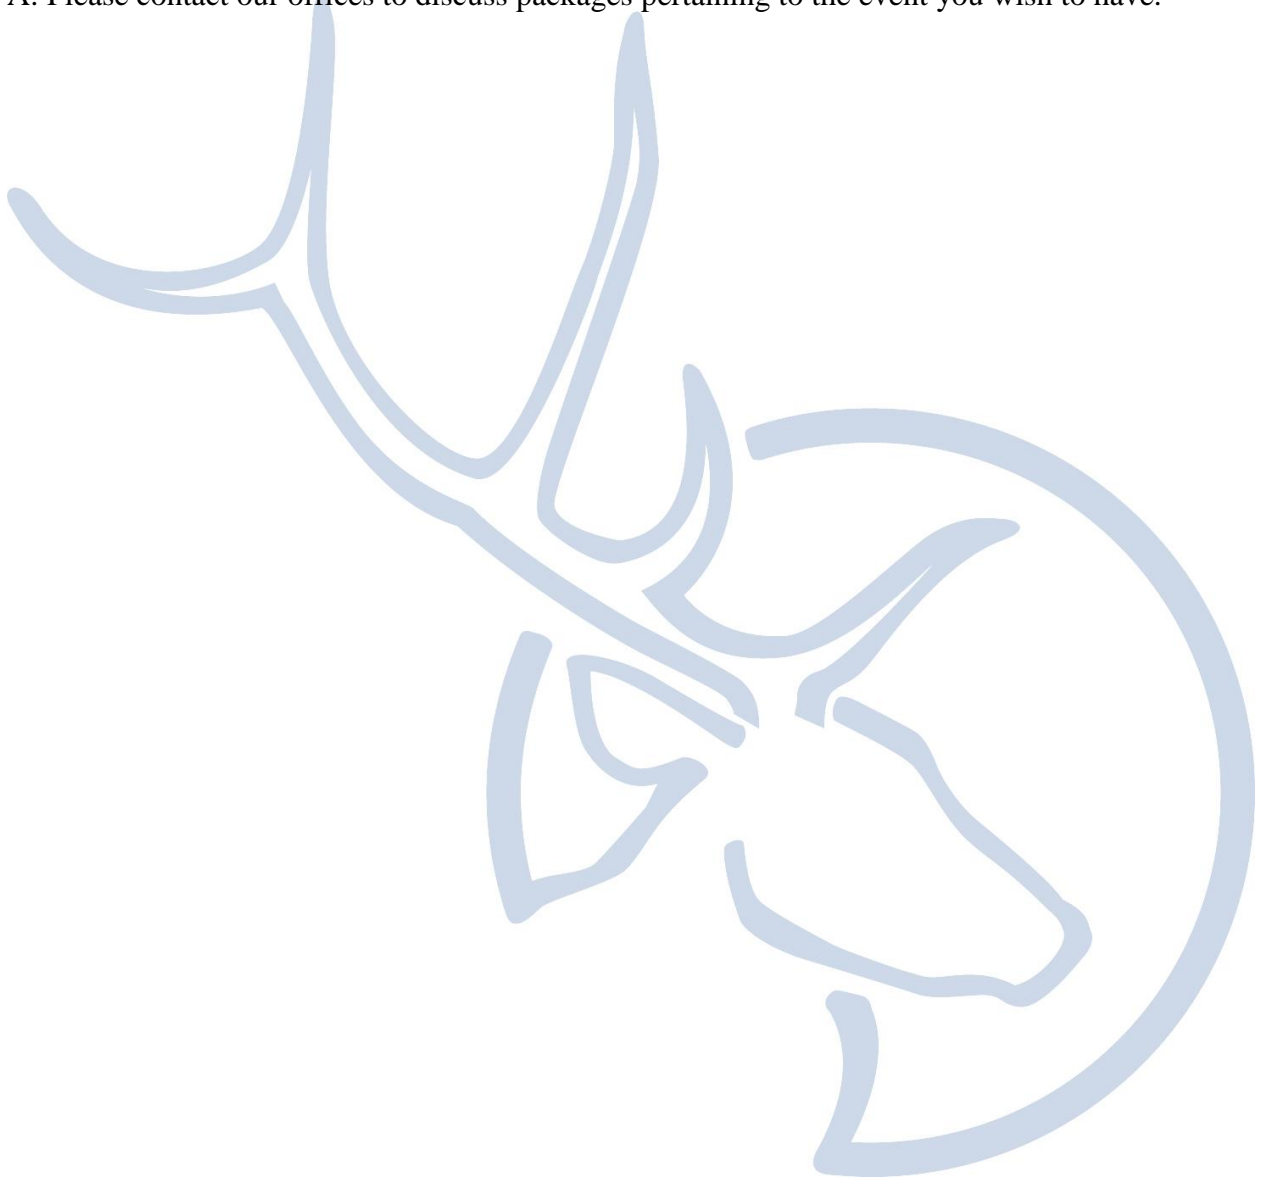 A: Please contact our offices to discuss packages pertaining to the event you wish to have.